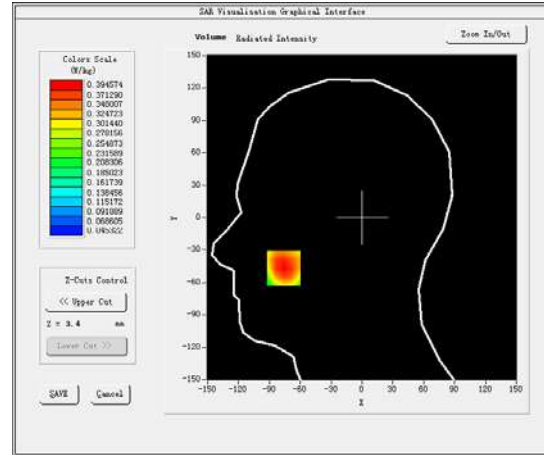 SAR Visualisation Graphical Interface
Volume Radiated Intensity
Zoom In/Out
Colors Scale
(W/kg)
0.394574
0.371290
0.348007
0.324723
0.301440
0.278156
0.254873
0.231589
0.208306
0.185023
0.161739
0.138456
0.115172
0.091889
0.068605
0.045322
Z-Cuts Control
<< Upper Cut
Z = 3.4 mm
Lower Cut >>
SAVE
Cancel
150
120
90
60
30
0
-30
-60
-90
-120
-150
Y
-150 -120 -90 -60 -30 0 30 60 90 120 150
X